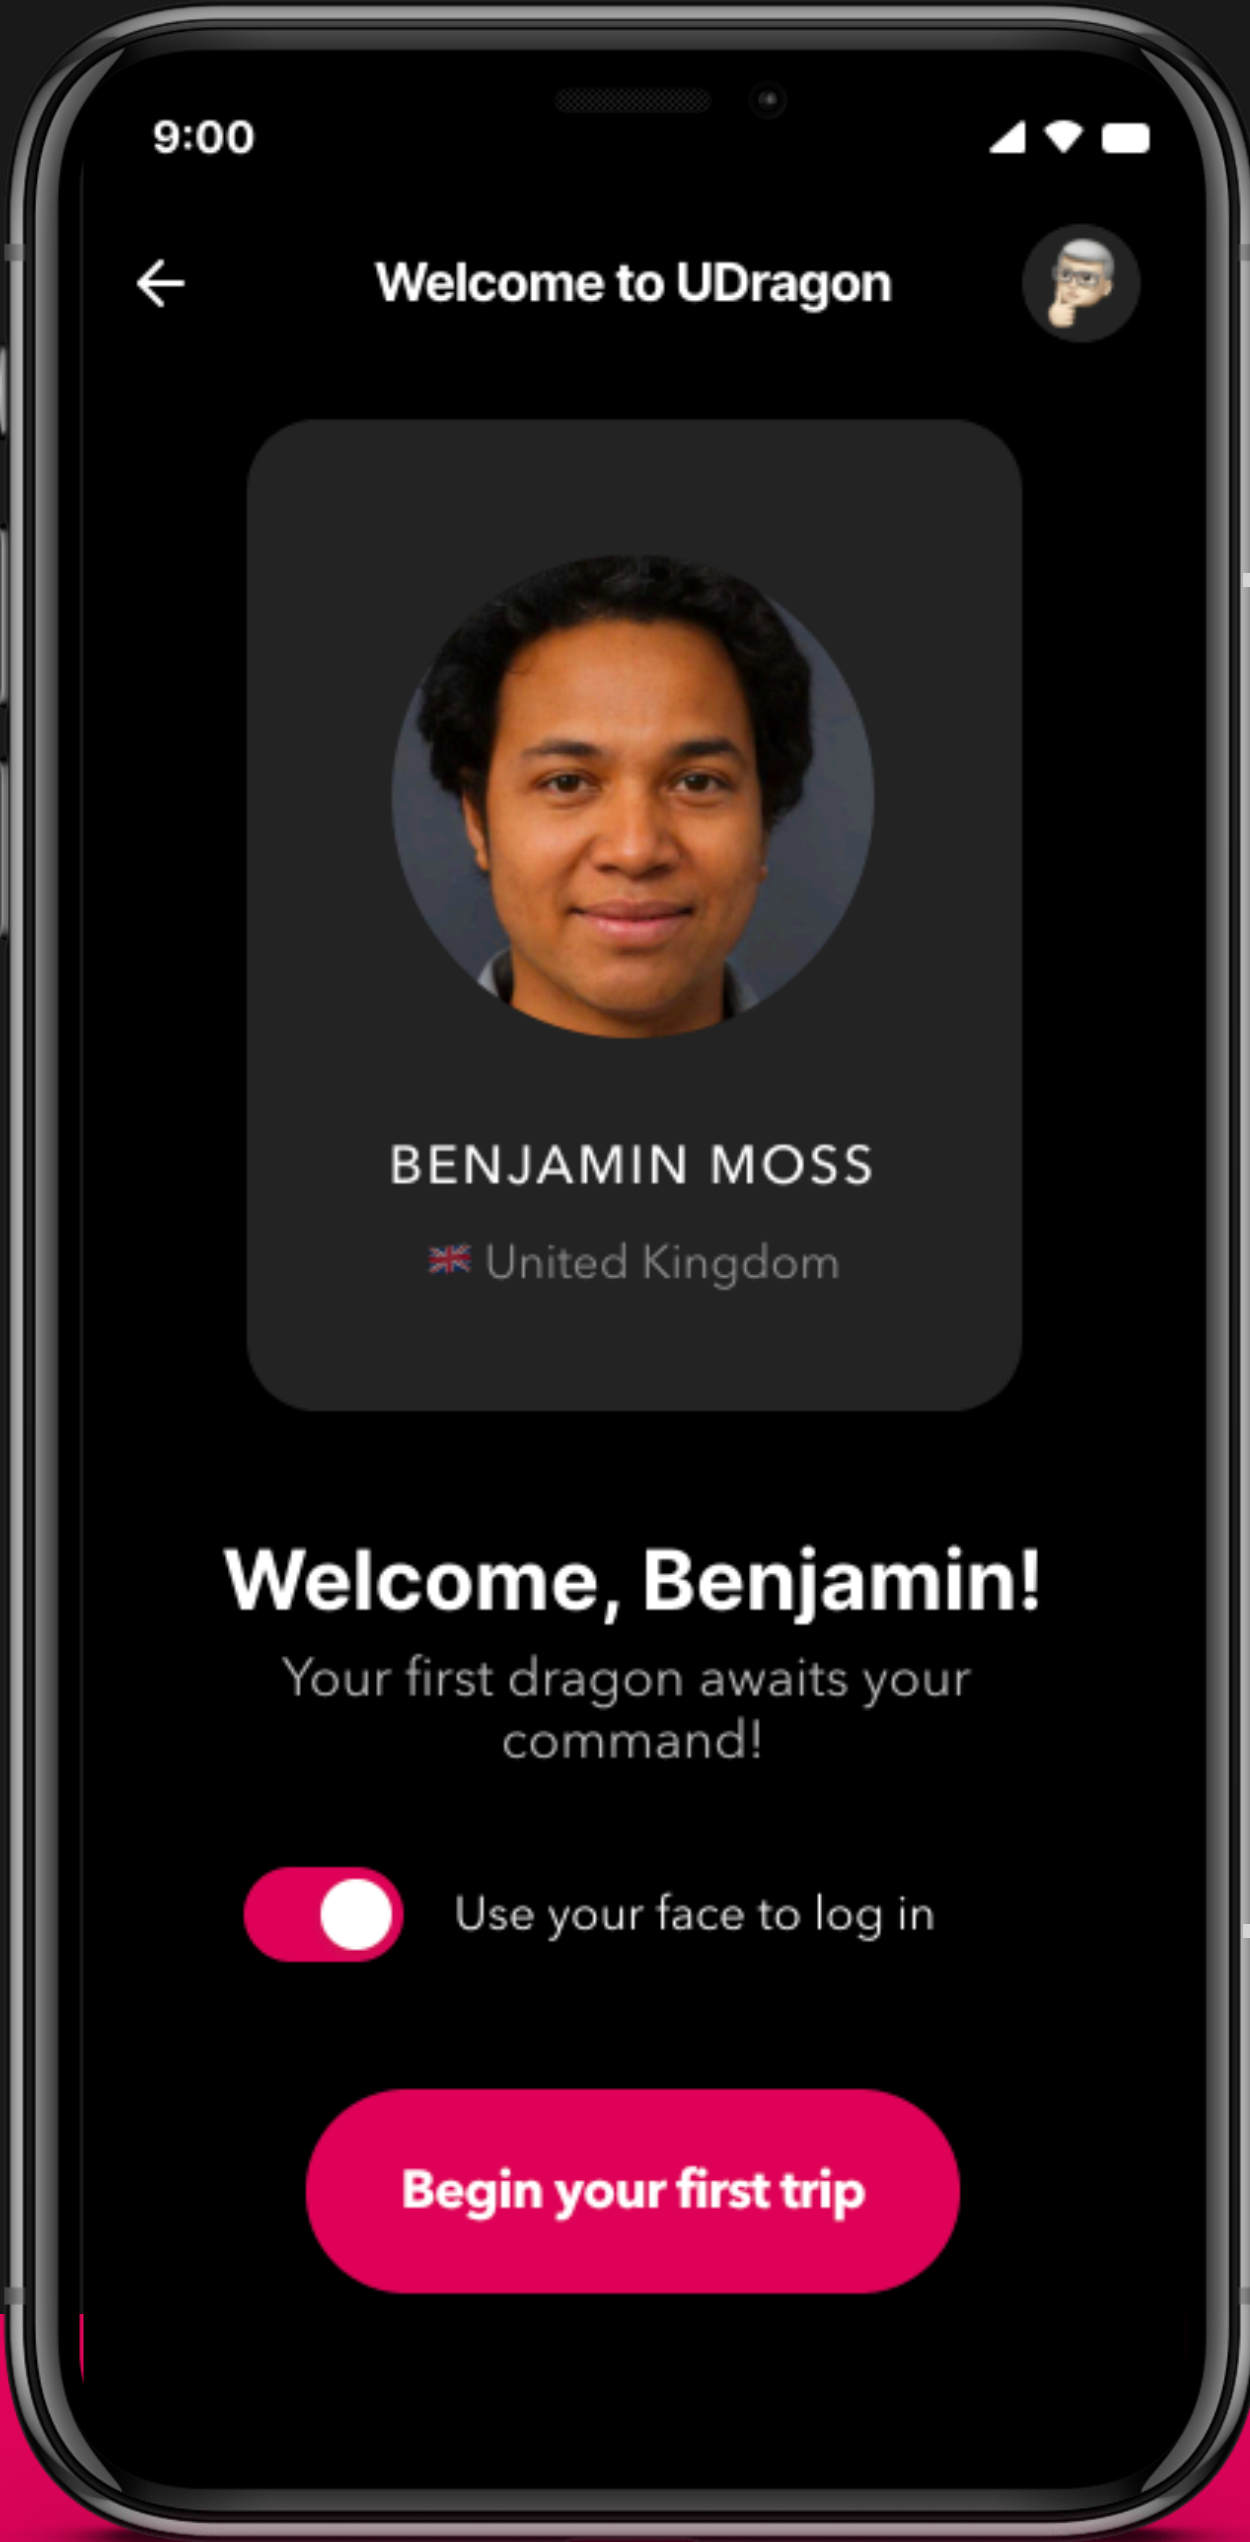 9:00
Welcome to UDragon
BENJAMIN MOSS
🇬🇧 United Kingdom
Welcome, Benjamin!
Your first dragon awaits your
command!
Use your face to log in
Begin your first trip